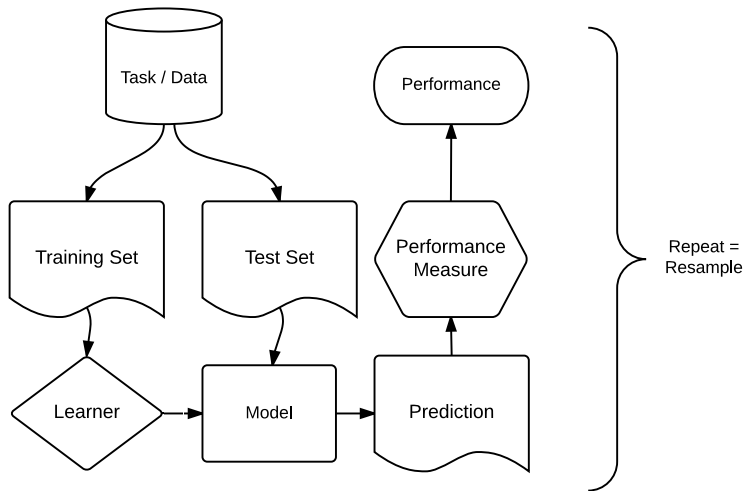 Task / Data
Performance
Training Set
Test Set
Performance
Measure
Repeat =
Resample
Learner
Model
Prediction